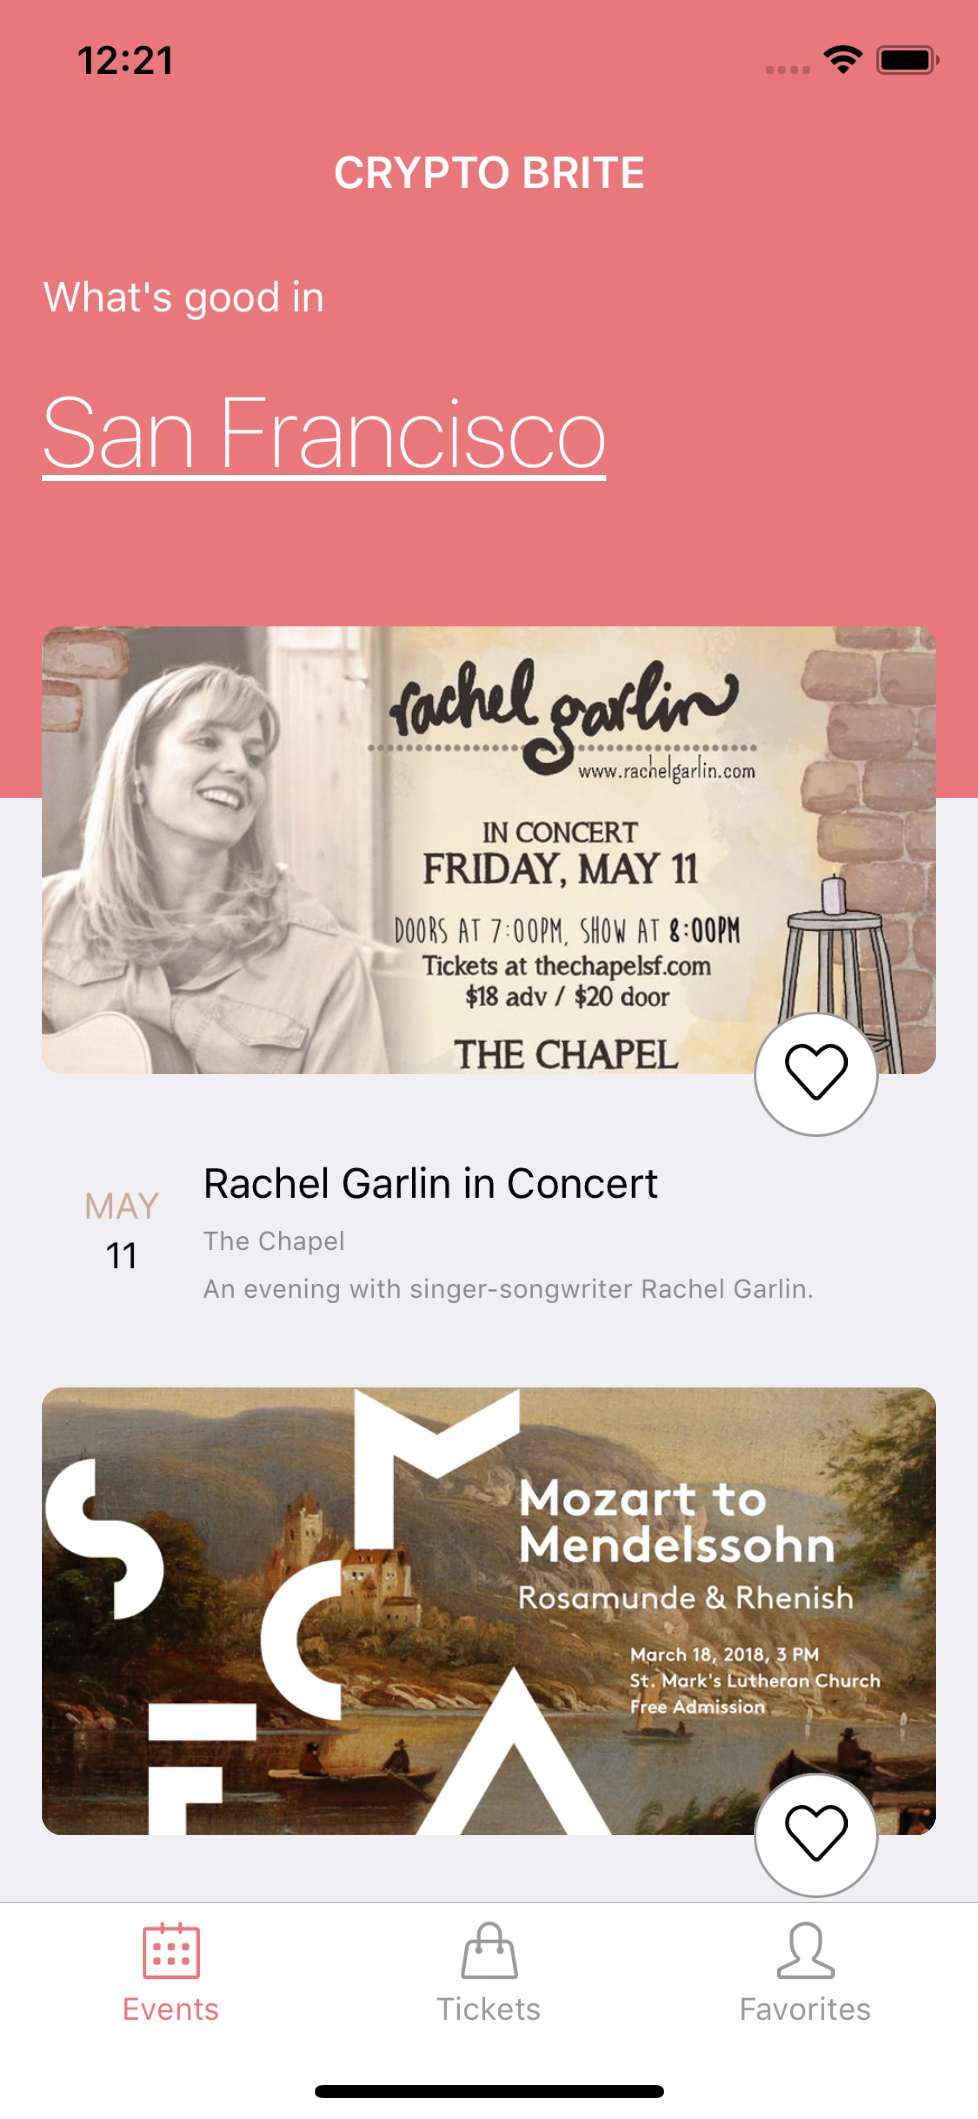 12:21
CRYPTO BRITE
What's good in
San Francisco
rachel garlin
www.rachelgarlin.com
IN CONCERT
FRIDAY, MAY 11
DOORS AT 7:00PM, SHOW AT 8:00PM
Tickets at thechapelsf.com
$18 adv / $20 door
THE CHAPEL
MAY
11
Rachel Garlin in Concert
The Chapel
An evening with singer-songwriter Rachel Garlin.
S M C F A
Mozart to
Mendelssohn
Rosamunde & Rhenish
March 18, 2018, 3 PM
St. Mark's Lutheran Church
Free Admission
Events
Tickets
Favorites